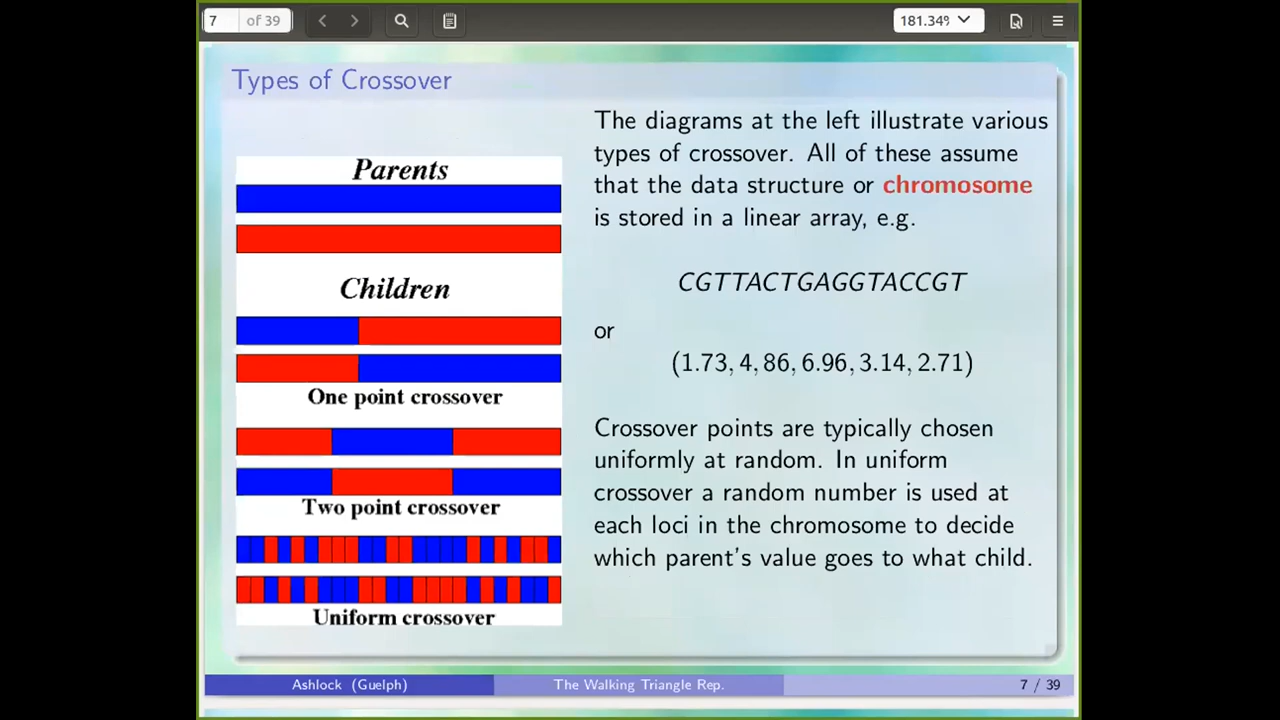 7 of 39
181.34%
Types of Crossover
Parents
Children
One point crossover
Two point crossover
Uniform crossover
The diagrams at the left illustrate various
types of crossover. All of these assume
that the data structure or chromosome
is stored in a linear array, e.g.
CGTTACTGAGGTACCGT
or
(1.73, 4, 86, 6.96, 3.14, 2.71)
Crossover points are typically chosen
uniformly at random. In uniform
crossover a random number is used at
each loci in the chromosome to decide
which parent's value goes to what child.
Ashlock (Guelph)
The Walking Triangle Rep.
7 / 39